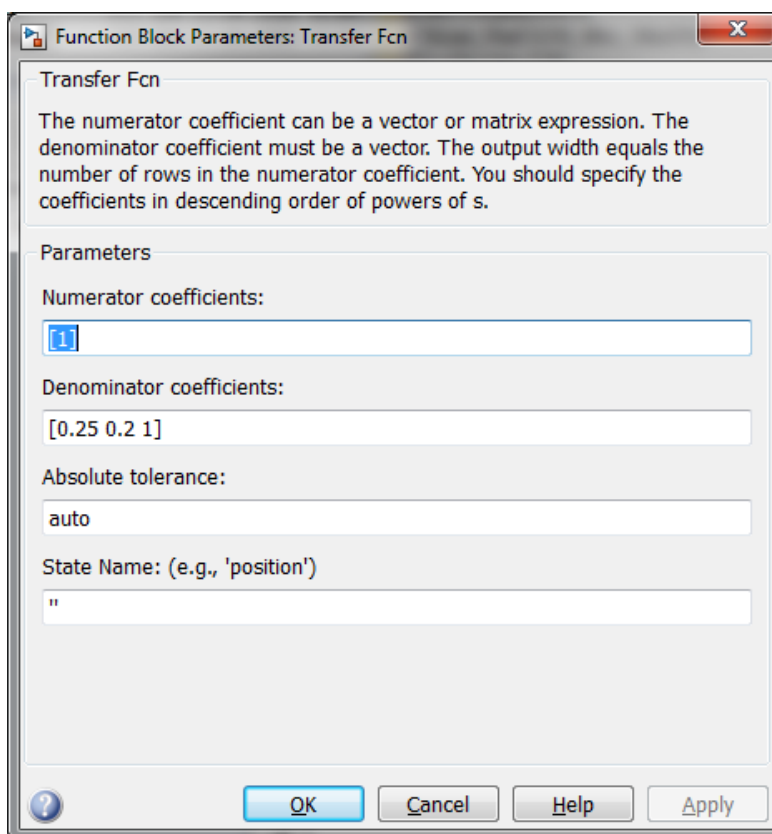 Function Block Parameters: Transfer Fcn
Transfer Fcn
The numerator coefficient can be a vector or matrix expression. The
denominator coefficient must be a vector. The output width equals the
number of rows in the numerator coefficient. You should specify the
coefficients in descending order of powers of s.
Parameters
Numerator coefficients:
[1]
Denominator coefficients:
[0.25 0.2 1]
Absolute tolerance:
auto
State Name: (e.g., 'position')
''
OK Cancel Help Apply